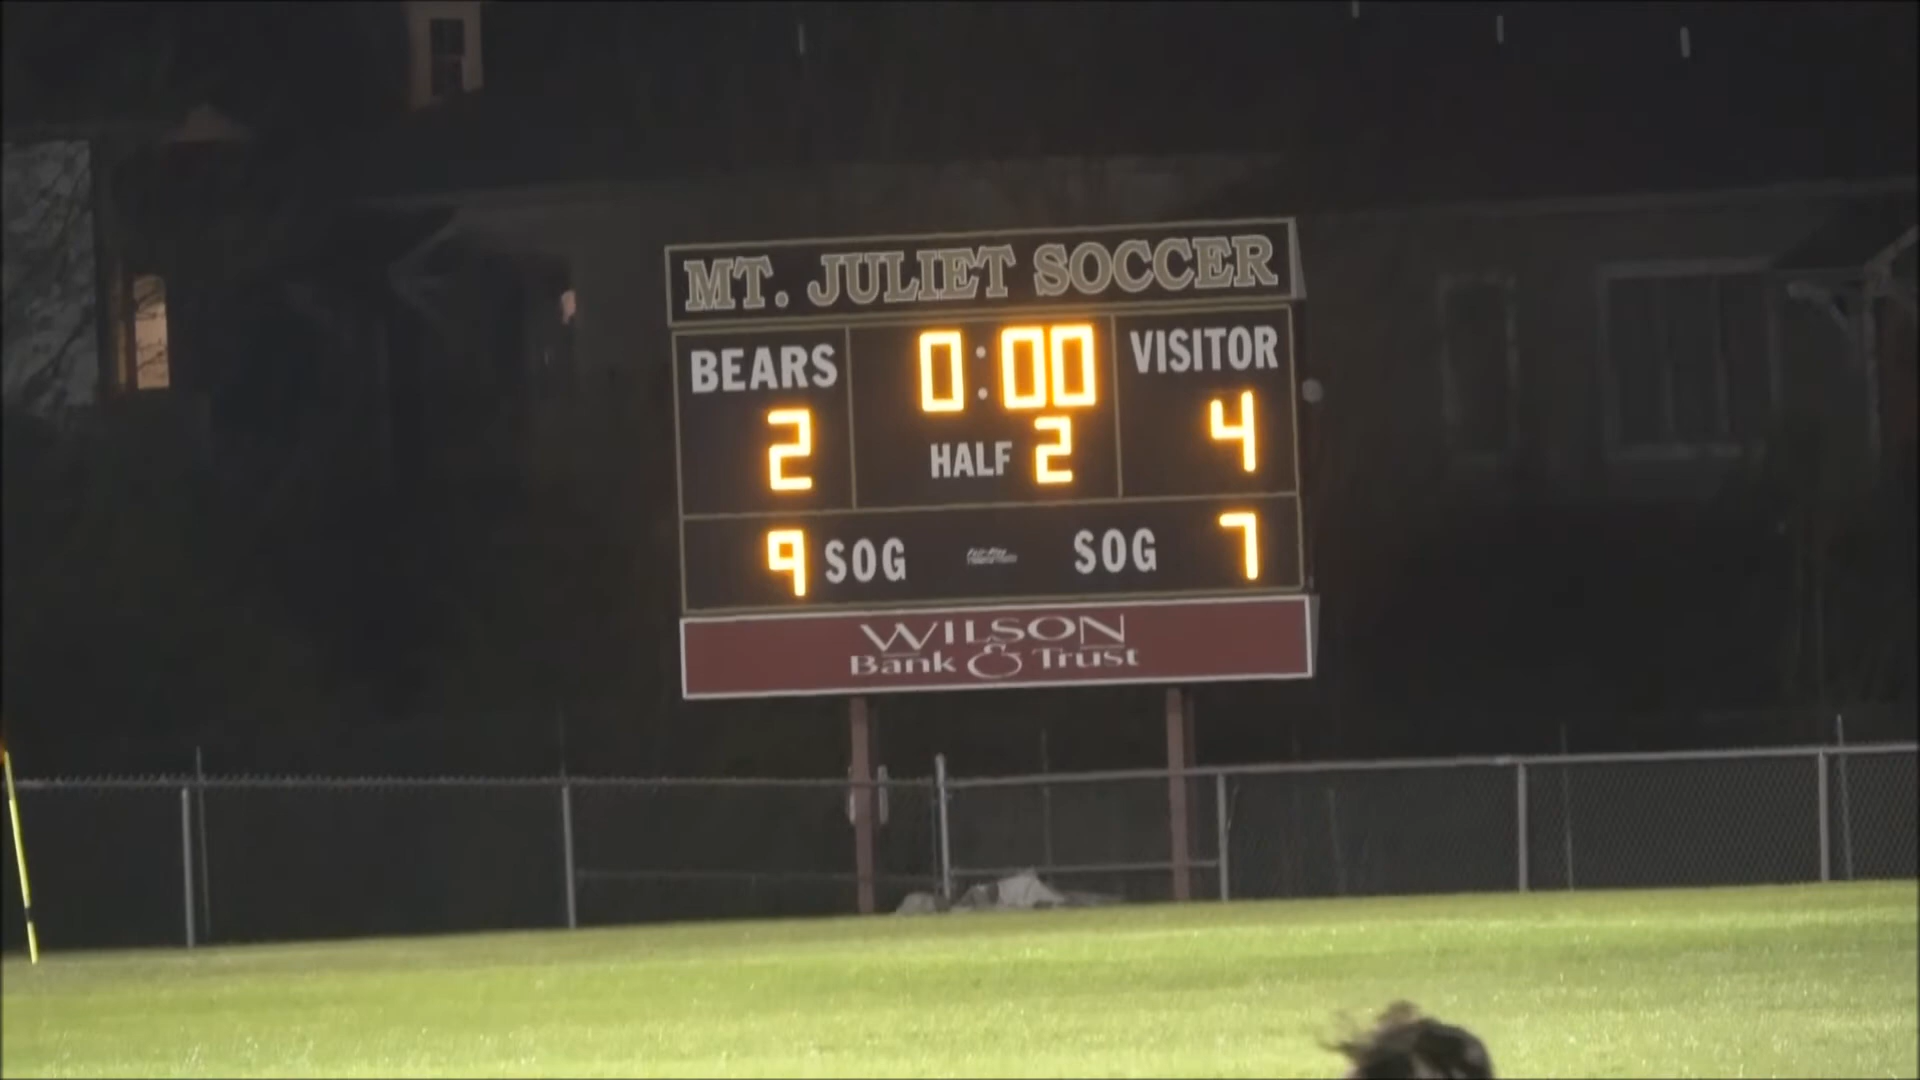 MT. JULIET SOCCER
BEARS 0:00 VISITOR
2 HALF 2 4
9 SOG SOG 7
WILSON
Bank & Trust